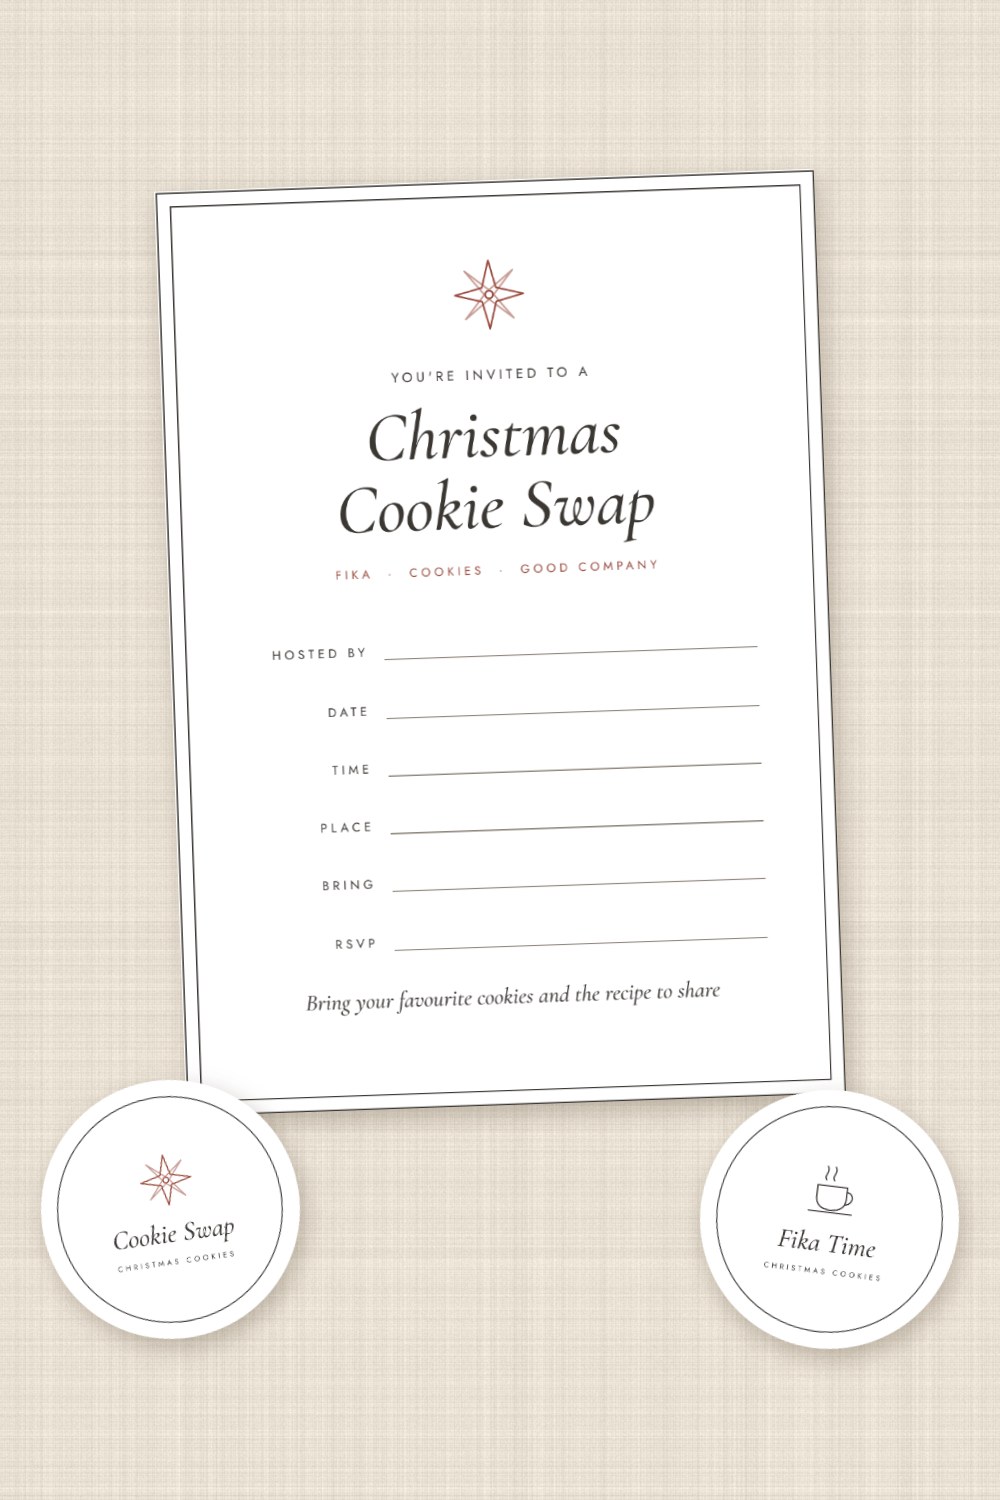 YOU'RE INVITED TO A
Christmas
Cookie Swap
FIKA · COOKIES · GOOD COMPANY
HOSTED BY
DATE
TIME
PLACE
BRING
RSVP
Bring your favourite cookies and the recipe to share
Cookie Swap
CHRISTMAS COOKIES
Fika Time
CHRISTMAS COOKIES